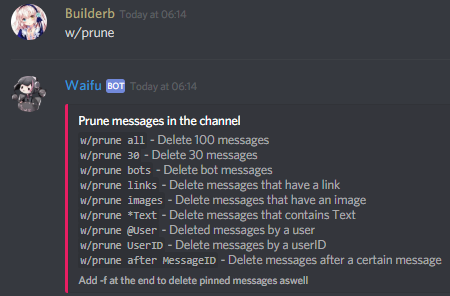 Builderb Today at 06:14
w/prune
Waifu BOT Today at 06:14
Prune messages in the channel
w/prune all - Delete 100 messages
w/prune 30 - Delete 30 messages
w/prune bots - Delete bot messages
w/prune links - Delete messages that have a link
w/prune images - Delete messages that have an image
w/prune *Text - Delete messages that contains Text
w/prune @User - Deleted messages by a user
w/prune UserID - Delete messages by a userID
w/prune after MessageID - Delete messages after a certain message
Add -f at the end to delete pinned messages aswell